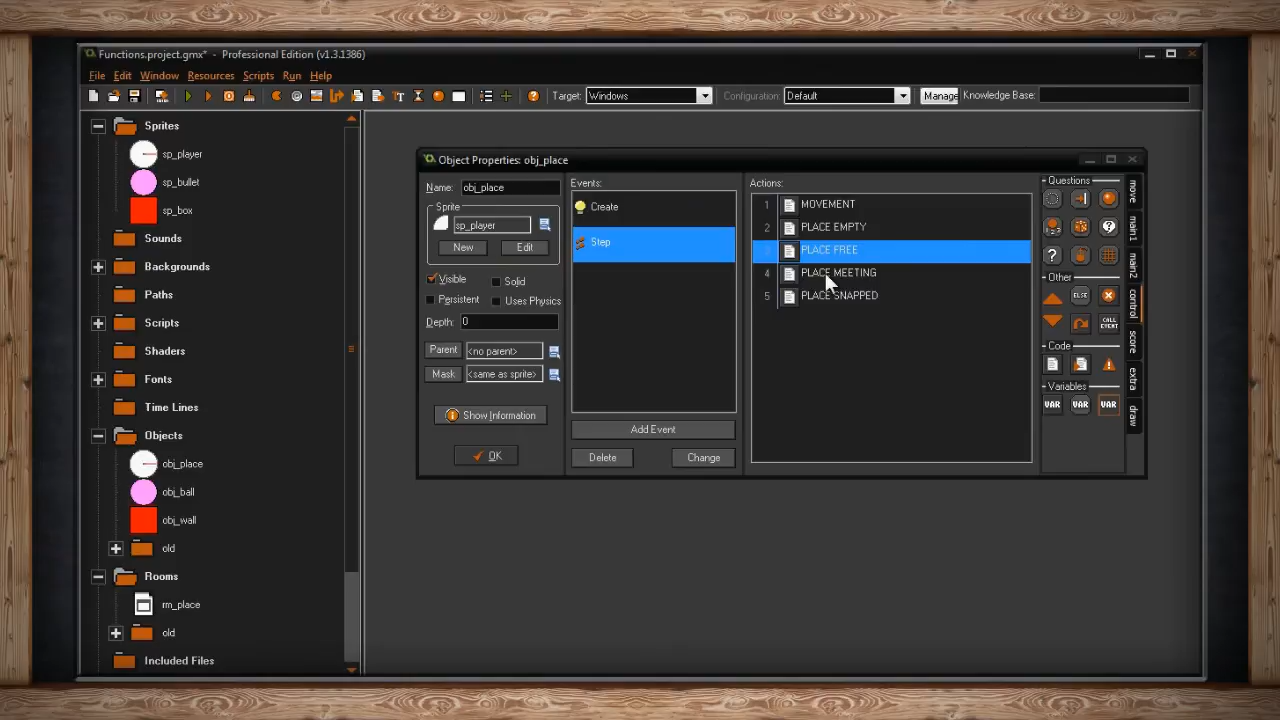 Functions.project.gmx* - Professional Edition (v1.3.1386)
File Edit Window Resources Scripts Run Help
Target: Windows Configuration: Default Manage Knowledge Base:
Sprites
sp_player
sp_bullet
sp_box
Sounds
Backgrounds
Paths
Scripts
Shaders
Fonts
Time Lines
Objects
obj_place
obj_ball
obj_wall
old
Rooms
rm_place
old
Included Files
Object Properties: obj_place
Name: obj_place
Sprite
sp_player
New Edit
Visible Solid
Persistent Uses Physics
Depth: 0
Parent <no parent>
Mask <same as sprite>
Show Information
OK
Events:
Create
Step
Add Event
Delete Change
Actions:
1 MOVEMENT
2 PLACE EMPTY
3 PLACE FREE
4 PLACE MEETING
5 PLACE SNAPPED
Questions
Other
ELSE
CALL EVENT
Code
Variables
VAR VAR VAR
move
main1
main2
control
score
extra
draw